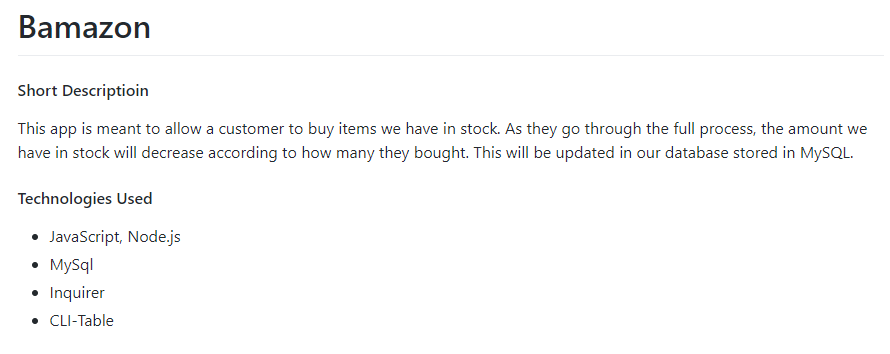 Bamazon
Short Descriptioin
This app is meant to allow a customer to buy items we have in stock. As they go through the full process, the amount we
have in stock will decrease according to how many they bought. This will be updated in our database stored in MySQL.
Technologies Used
JavaScript, Node.js
MySql
Inquirer
CLI-Table